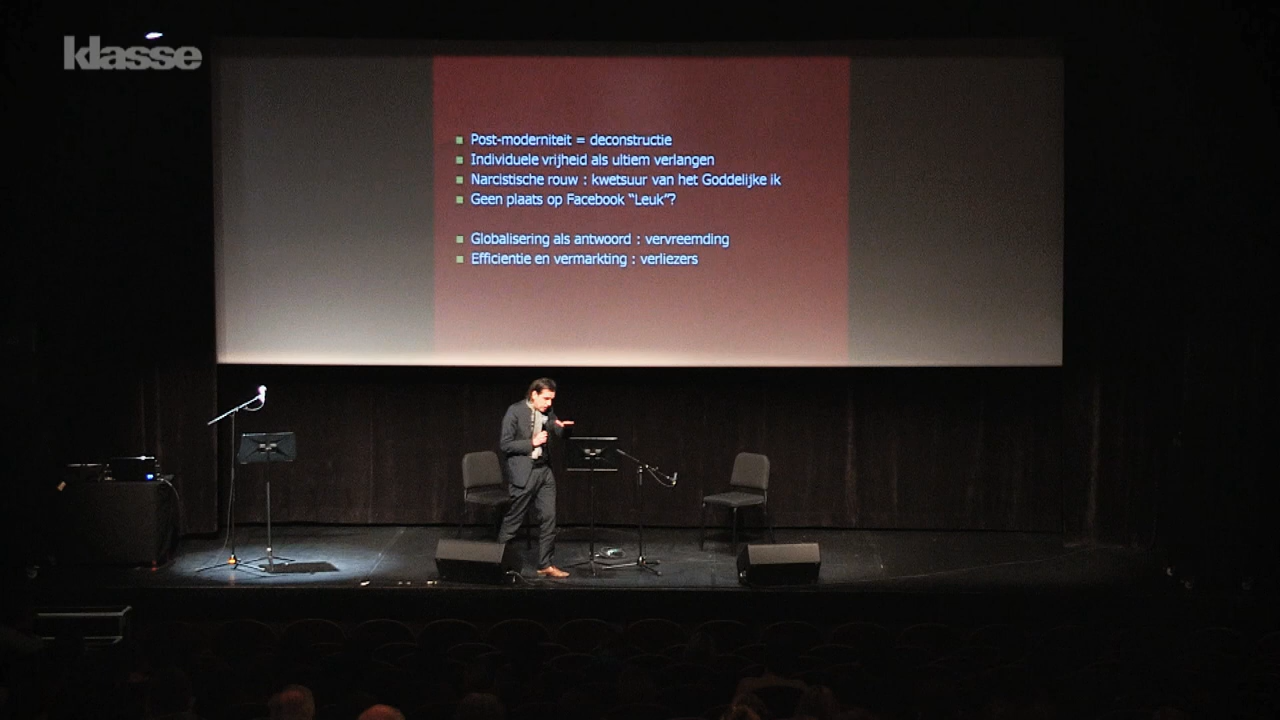 klasse
Post-moderniteit = deconstructie
Individuele vrijheid als ultiem verlangen
Narcistische rouw : kwetsuur van het Goddelijke ik
Geen plaats op Facebook “Leuk”?
Globalisering als antwoord : vervreemding
Efficientie en vermarkting : verliezers